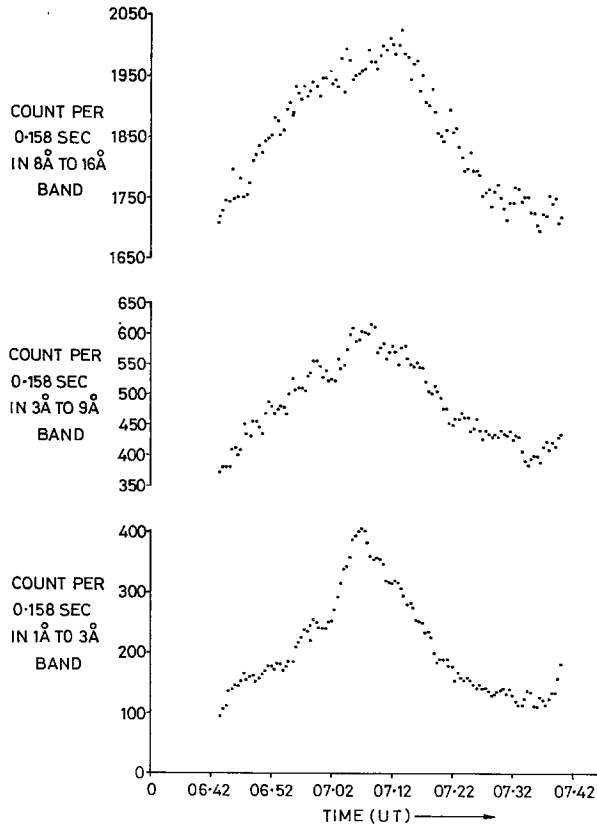 2050
1950
1850
1750
1650
COUNT PER
0·158 SEC
IN 8Å TO 16Å
BAND
650
600
550
500
450
400
350
COUNT PER
0·158 SEC
IN 3Å TO 9Å
BAND
400
300
200
100
0
COUNT PER
0·158 SEC
IN 1Å TO 3Å
BAND
0 06·42 06·52 07·02 07·12 07·22 07·32 07·42
TIME (UT)